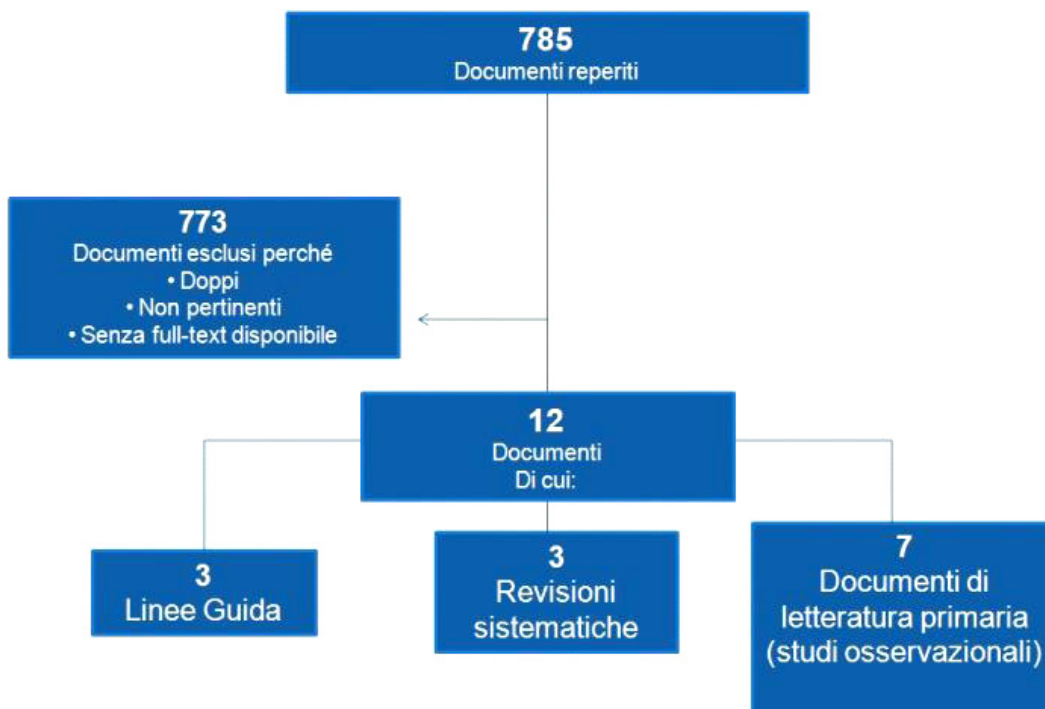 785
Documenti reperiti
773
Documenti esclusi perché
• Doppi
• Non pertinenti
• Senza full-text disponibile
12
Documenti
Di cui:
3
Linee Guida
3
Revisioni
sistematiche
7
Documenti di
letteratura primaria
(studi osservazionali)